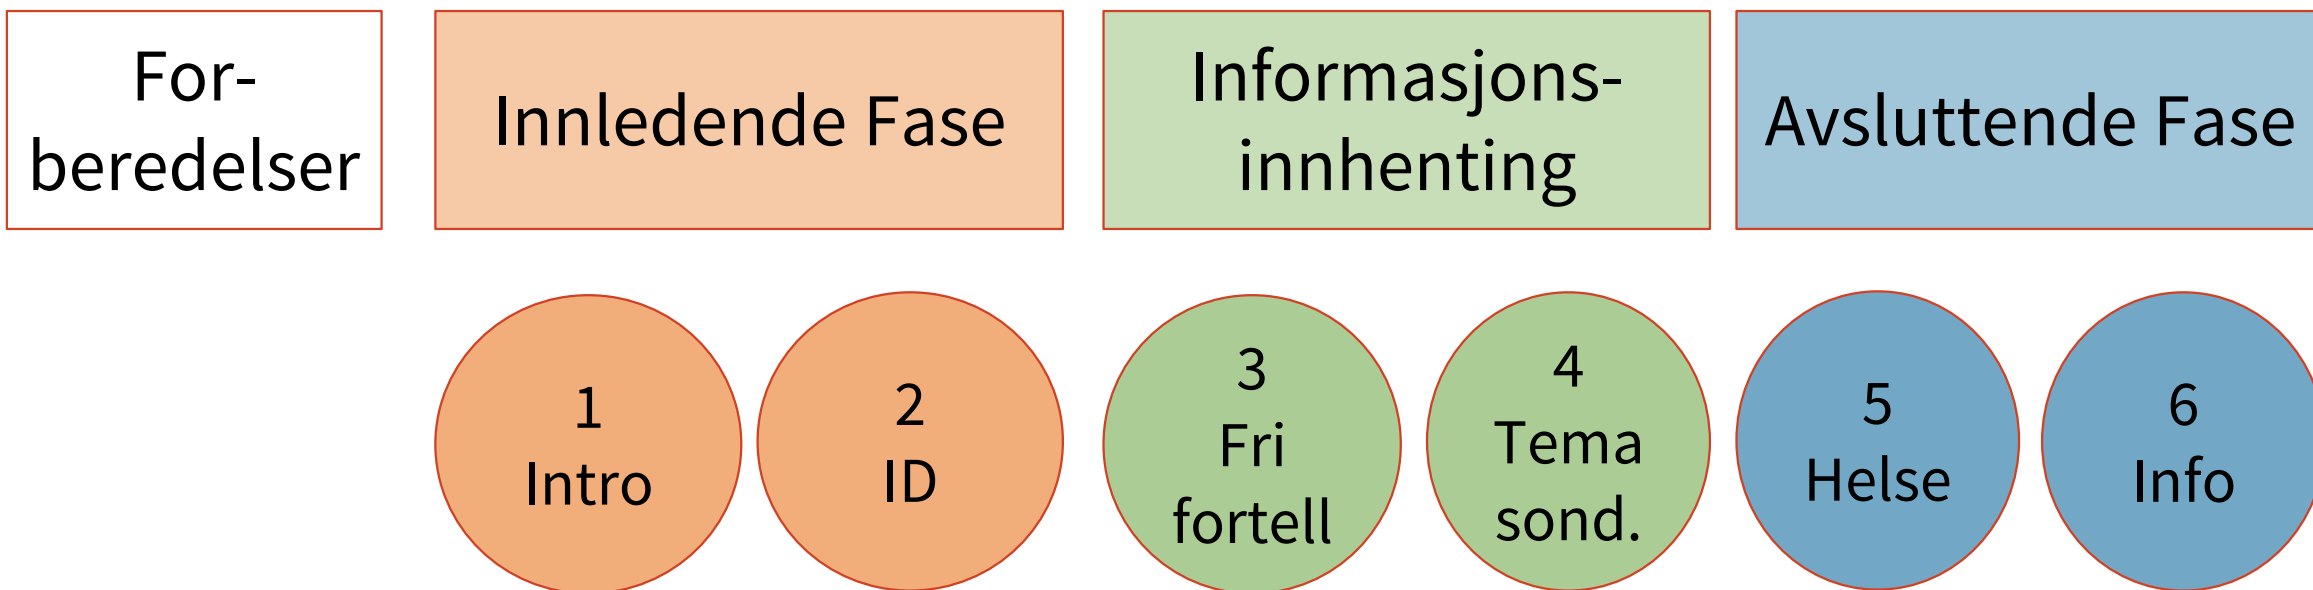 For-
beredelser
Innledende Fase
Informasjons-
innhenting
Avsluttende Fase
1
Intro
2
ID
3
Fri
fortell
4
Tema
sond.
5
Helse
6
Info